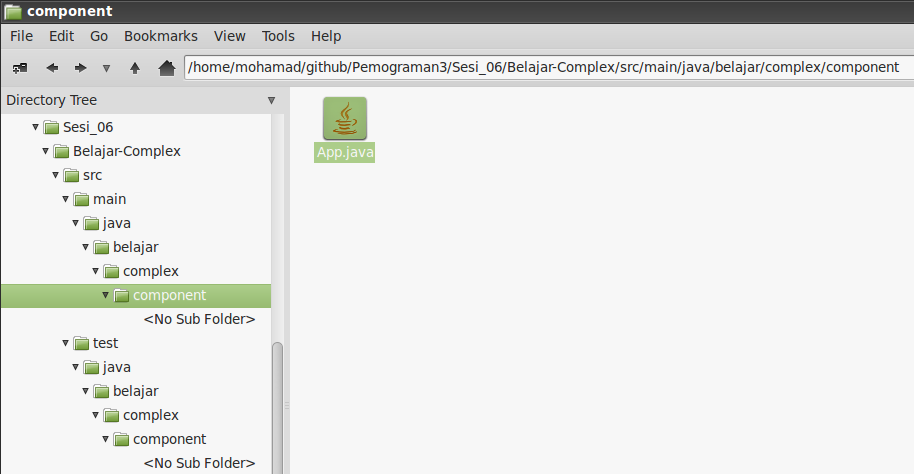 component
File Edit Go Bookmarks View Tools Help
/home/mohamad/github/Pemograman3/Sesi_06/Belajar-Complex/src/main/java/belajar/complex/component
Directory Tree
Sesi_06
Belajar-Complex
src
main
java
belajar
complex
component
<No Sub Folder>
test
java
belajar
complex
component
<No Sub Folder>
App.java